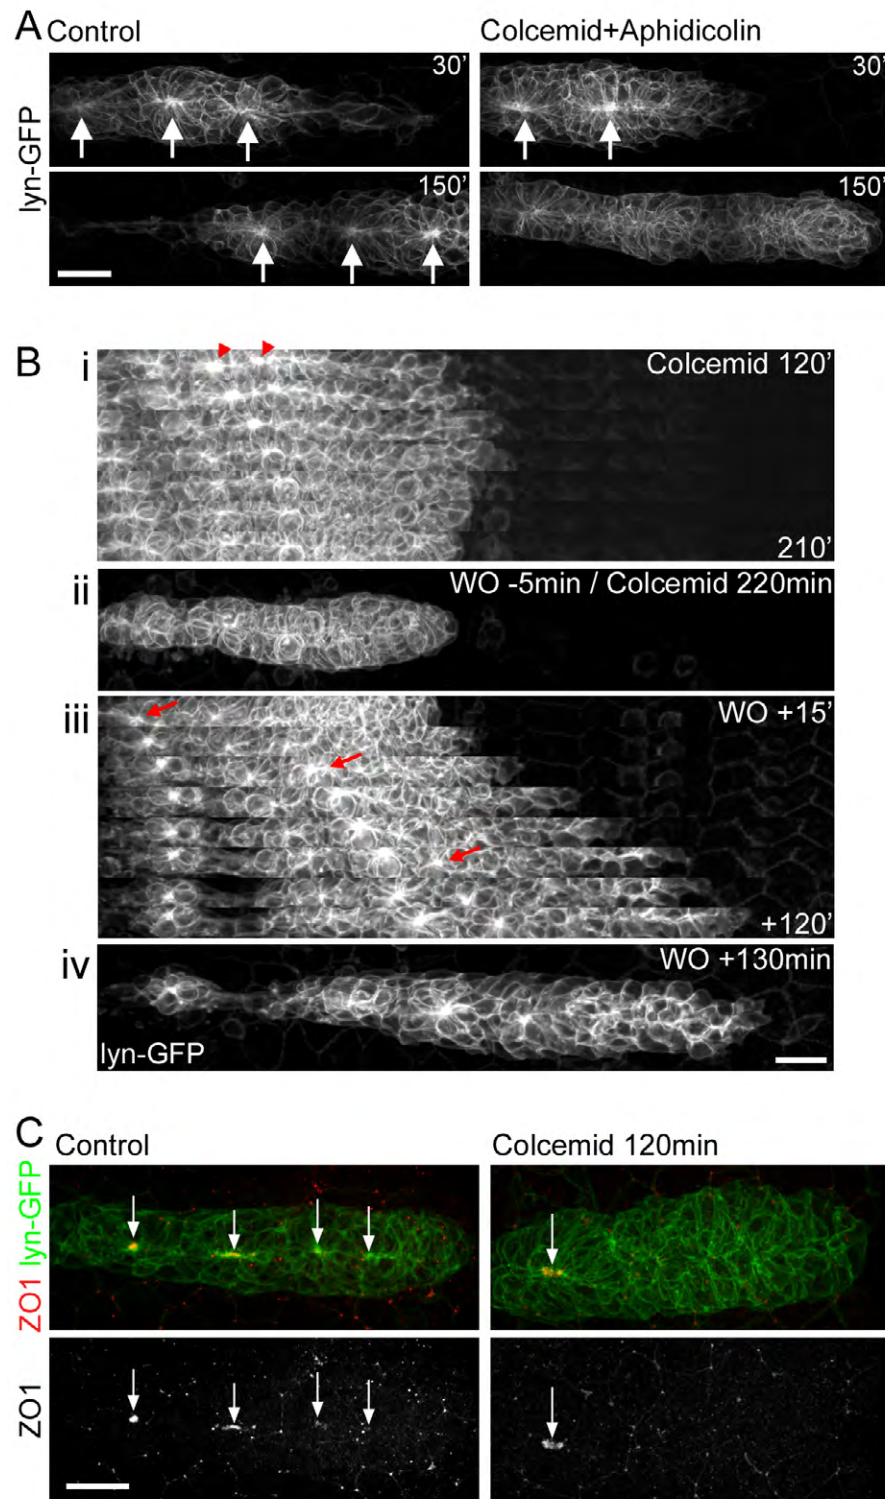 A
Control
Colcemid+Aphidicolin
lyn-GFP
30'
30'
150'
150'
B
i
Colcemid 120'
210'
ii
WO -5min / Colcemid 220min
iii
WO +15'
+120'
iv
WO +130min
lyn-GFP
C
Control
Colcemid 120min
ZO1 lyn-GFP
ZO1